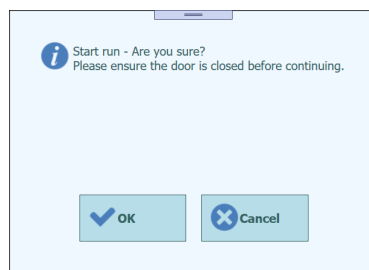 Start run - Are you sure?
Please ensure the door is closed before continuing.
OK
Cancel